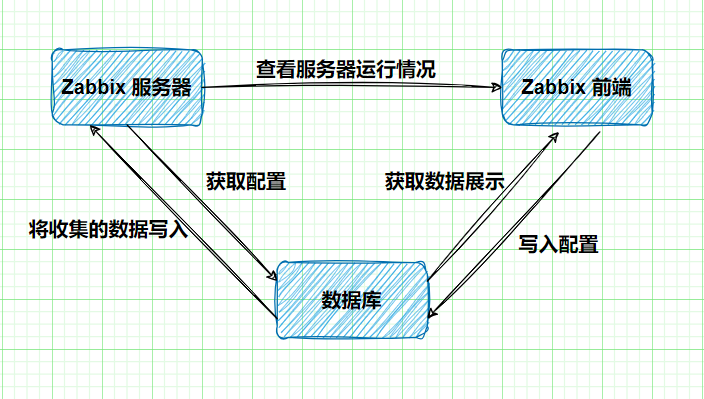 查看服务器运行情况
Zabbix 服务器
Zabbix 前端
获取配置
获取数据展示
将收集的数据写入
写入配置
数据库